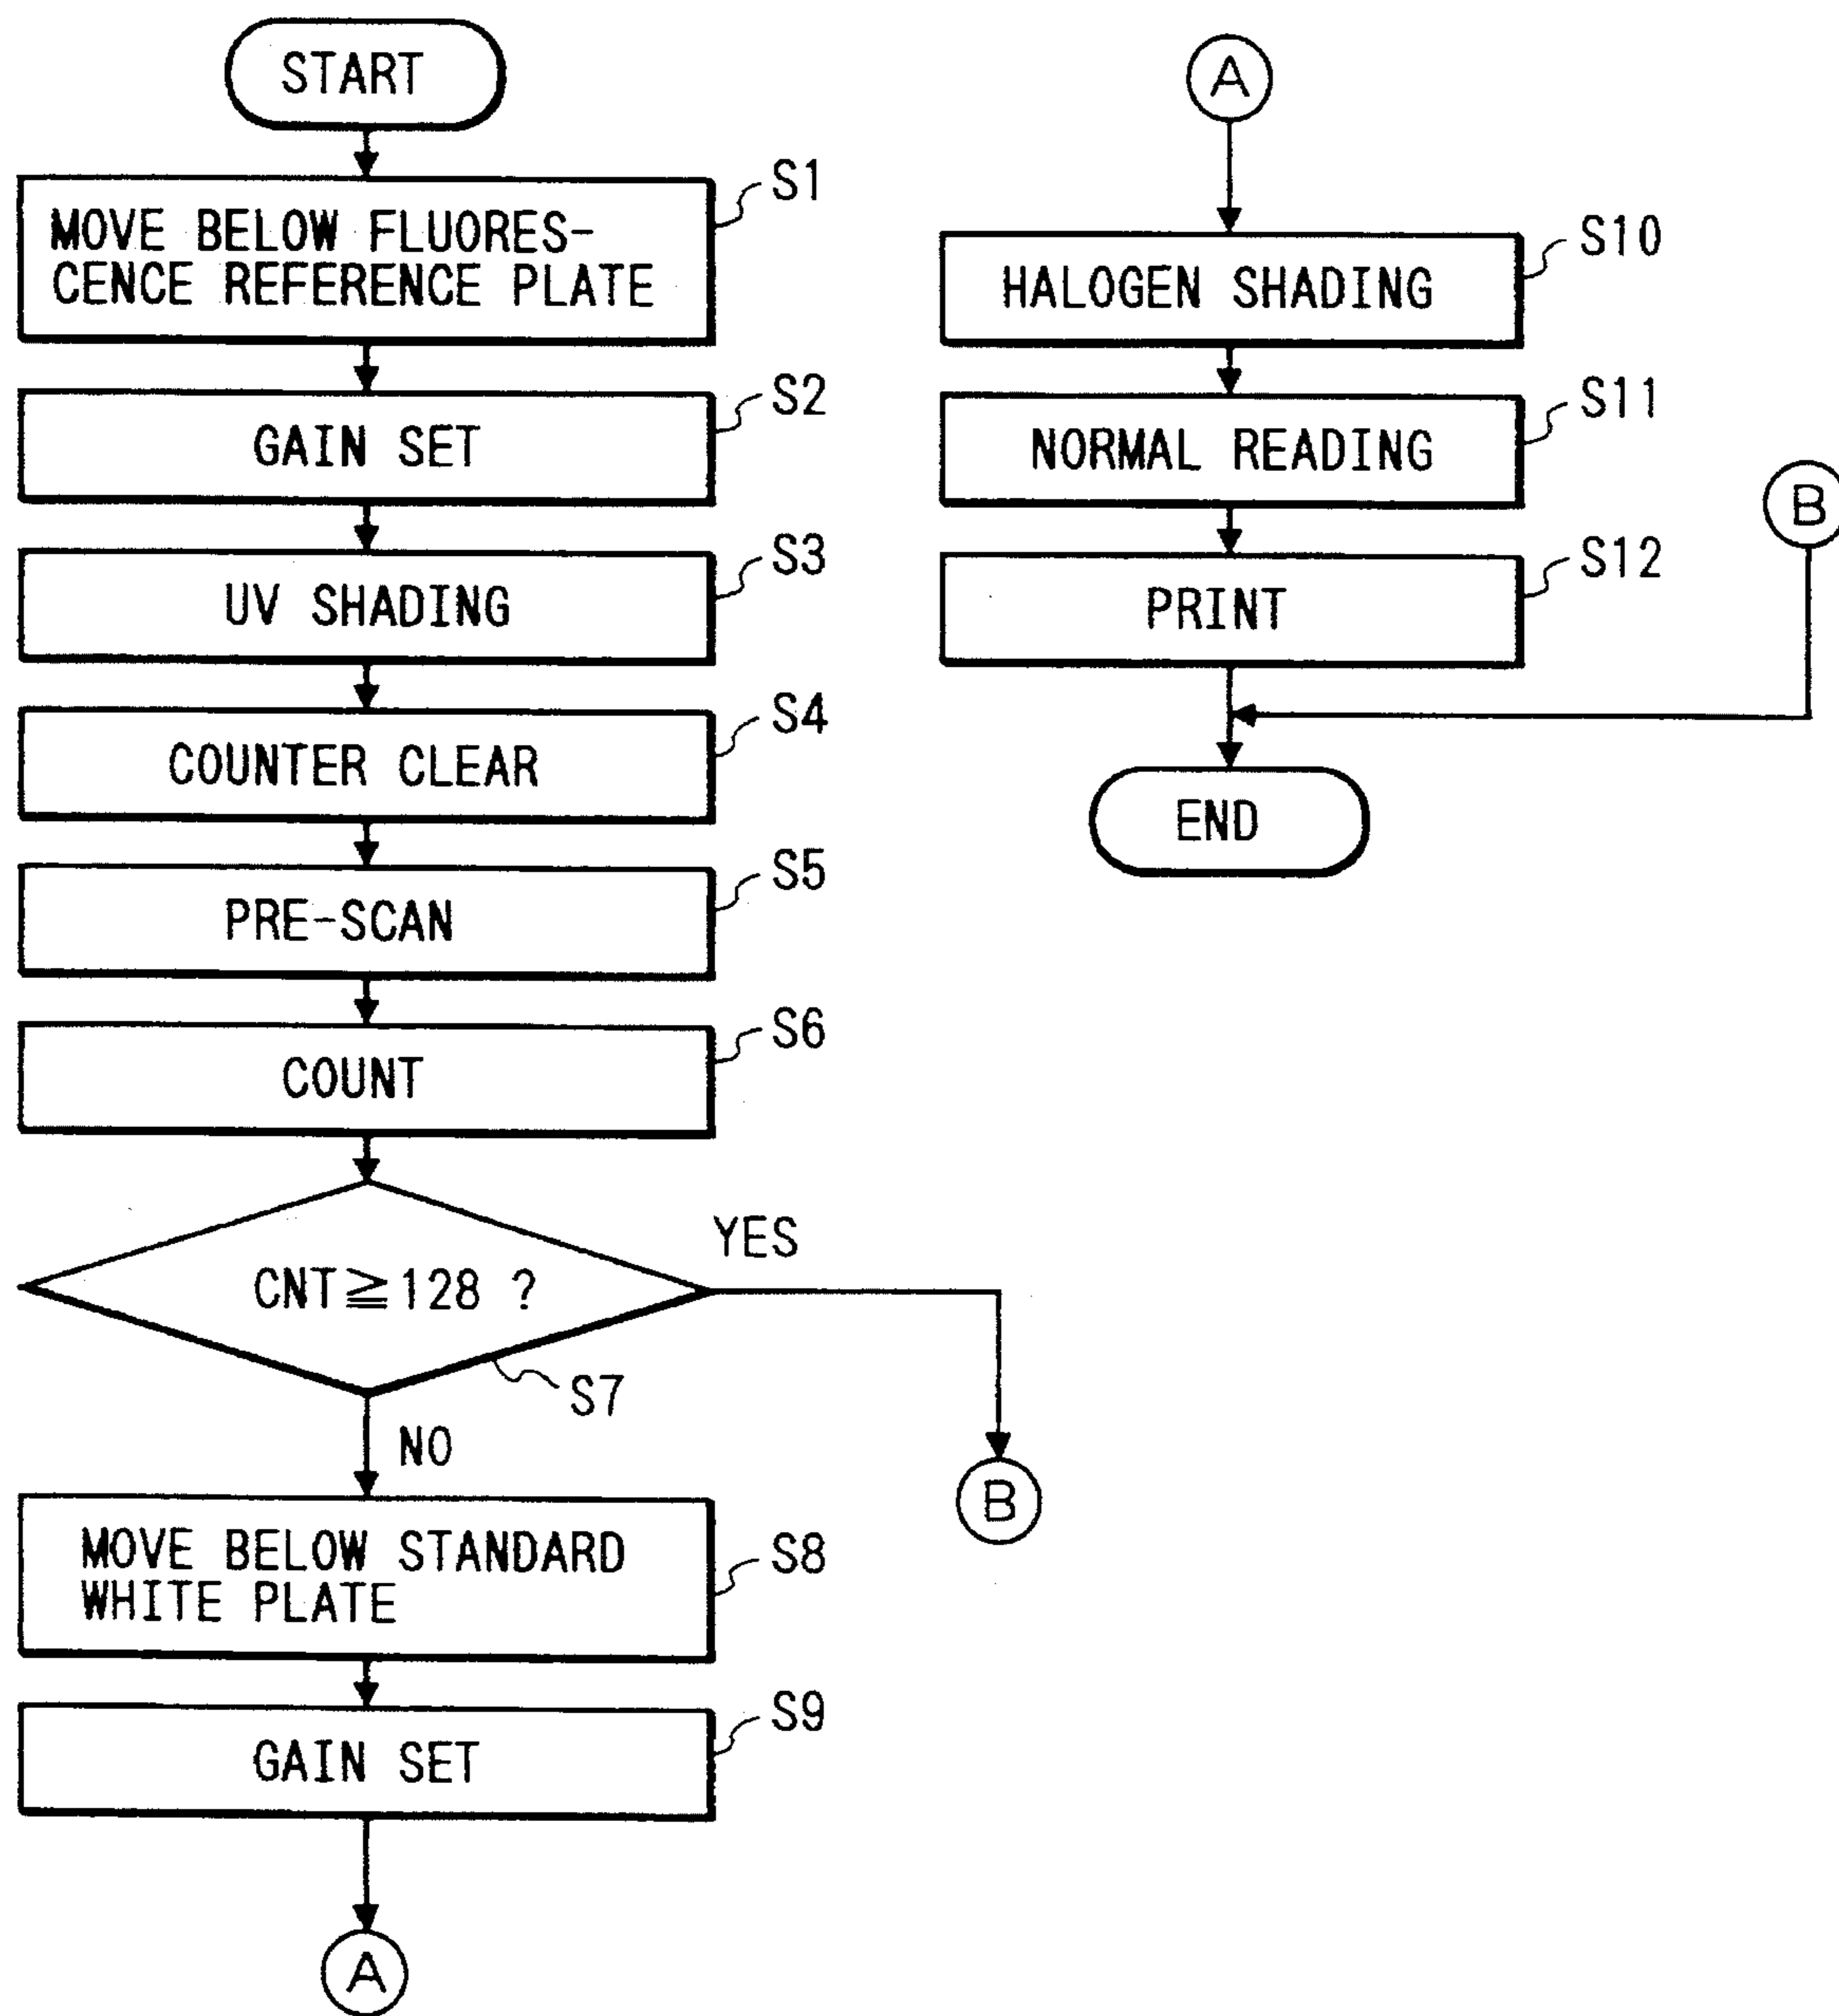 START
S1
MOVE BELOW FLUORES-
CENCE REFERENCE PLATE
S2
GAIN SET
S3
UV SHADING
S4
COUNTER CLEAR
S5
PRE-SCAN
S6
COUNT
CNT≧128 ?
YES
S7
B
NO
MOVE BELOW STANDARD
WHITE PLATE
S8
S9
GAIN SET
A
A
S10
HALOGEN SHADING
S11
NORMAL READING
B
S12
PRINT
END